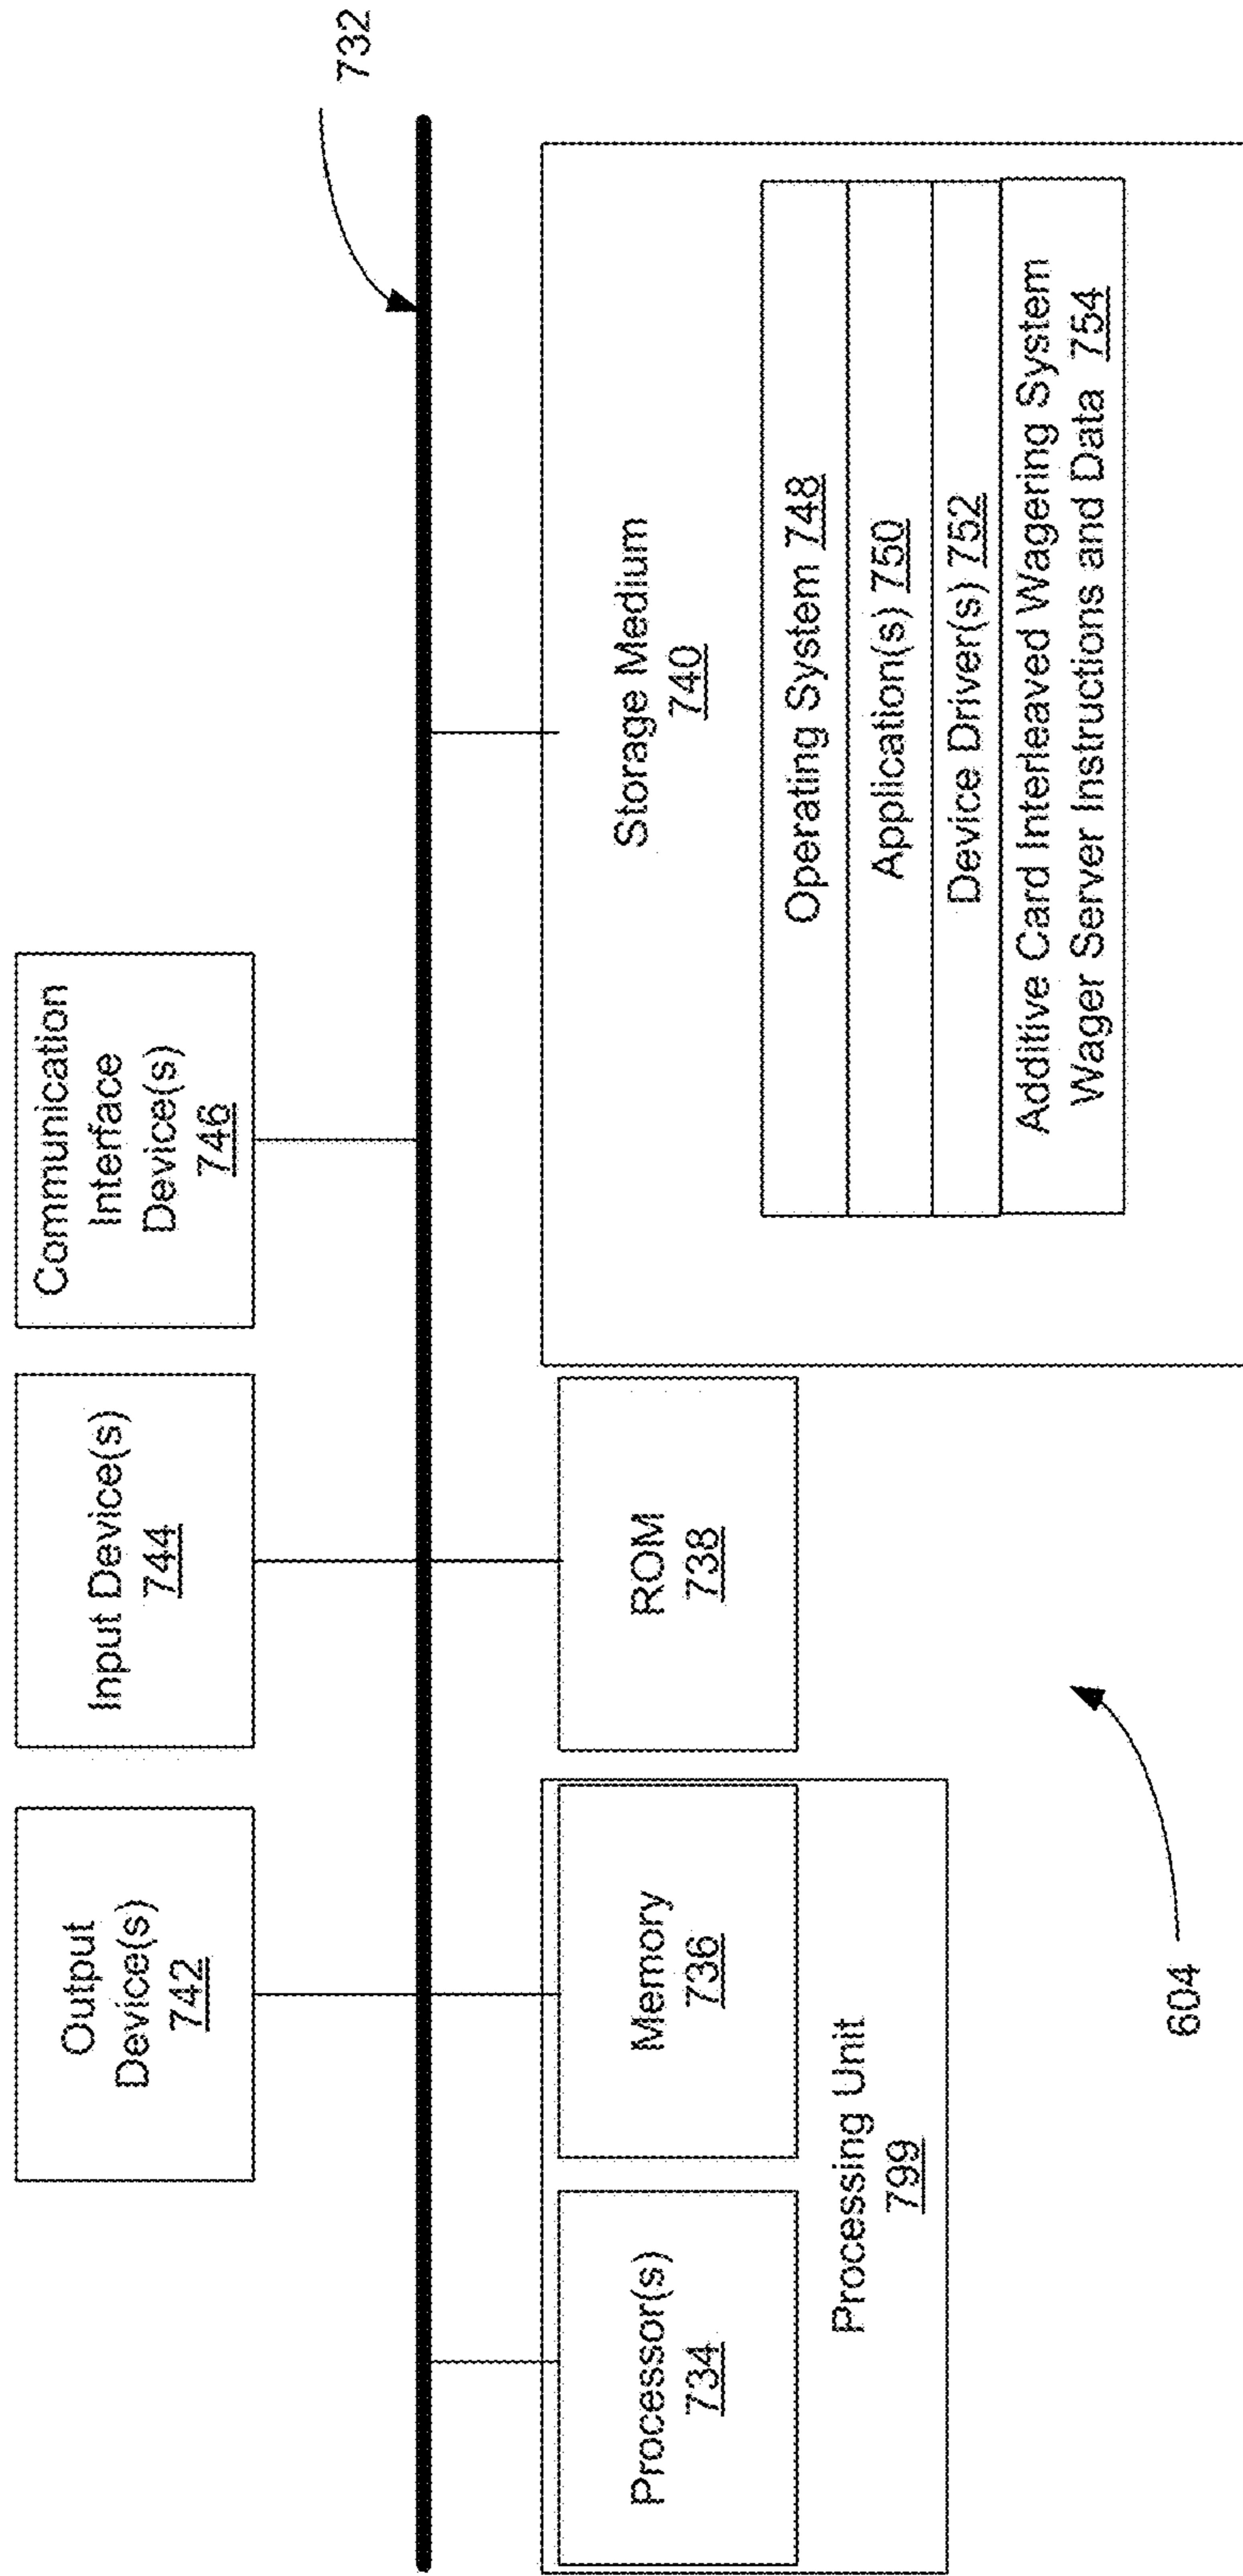 732
Output
Device(s)
742
Input Device(s)
744
Communication
Interface
Device(s)
746
Processor(s)
734
Memory
736
Processing Unit
799
ROM
738
Storage Medium
740
Operating System 748
Application(s) 750
Device Driver(s) 752
Additive Card Interleaved Wagering System
Wager Server Instructions and Data 754
604